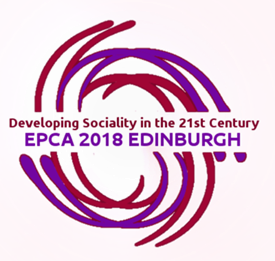 Developing Sociality in the 21st Century
EPCA 2018 EDINBURGH